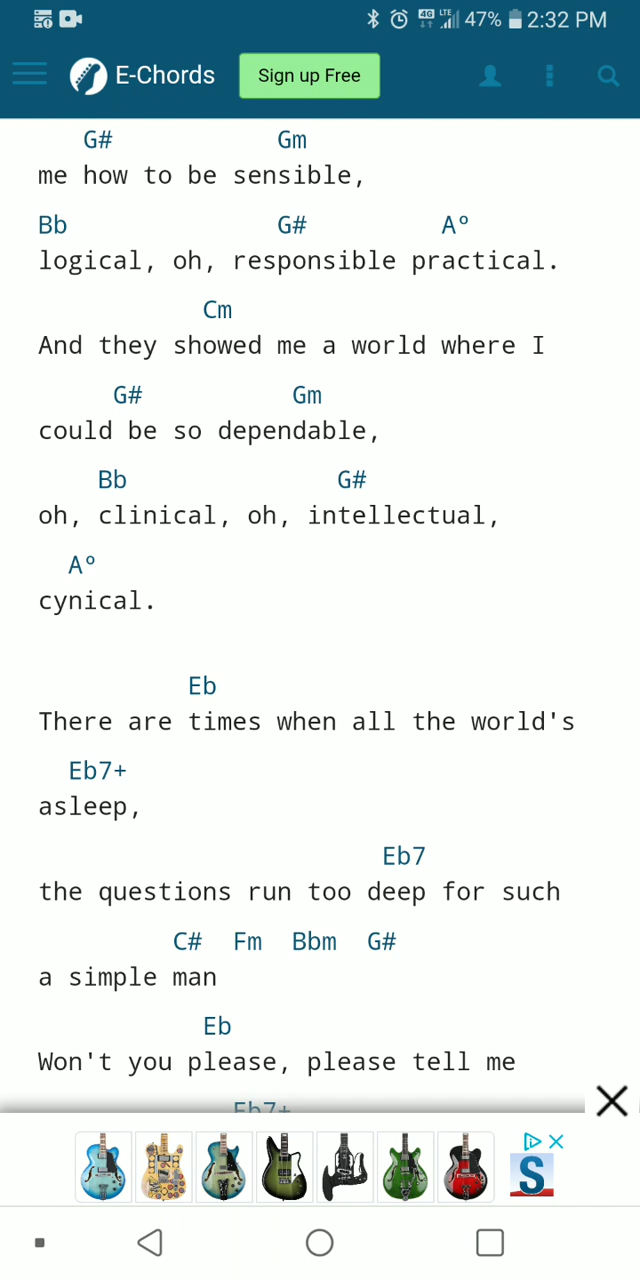 4G LTE 47% 2:32 PM
E-Chords Sign up Free
G# Gm
me how to be sensible,
Bb G# Aº
logical, oh, responsible practical.
Cm
And they showed me a world where I
G# Gm
could be so dependable,
Bb G#
oh, clinical, oh, intellectual,
Aº
cynical.
Eb
There are times when all the world's
Eb7+
asleep,
Eb7
the questions run too deep for such
C# Fm Bbm G#
a simple man
Eb
Won't you please, please tell me
Eb7+
S